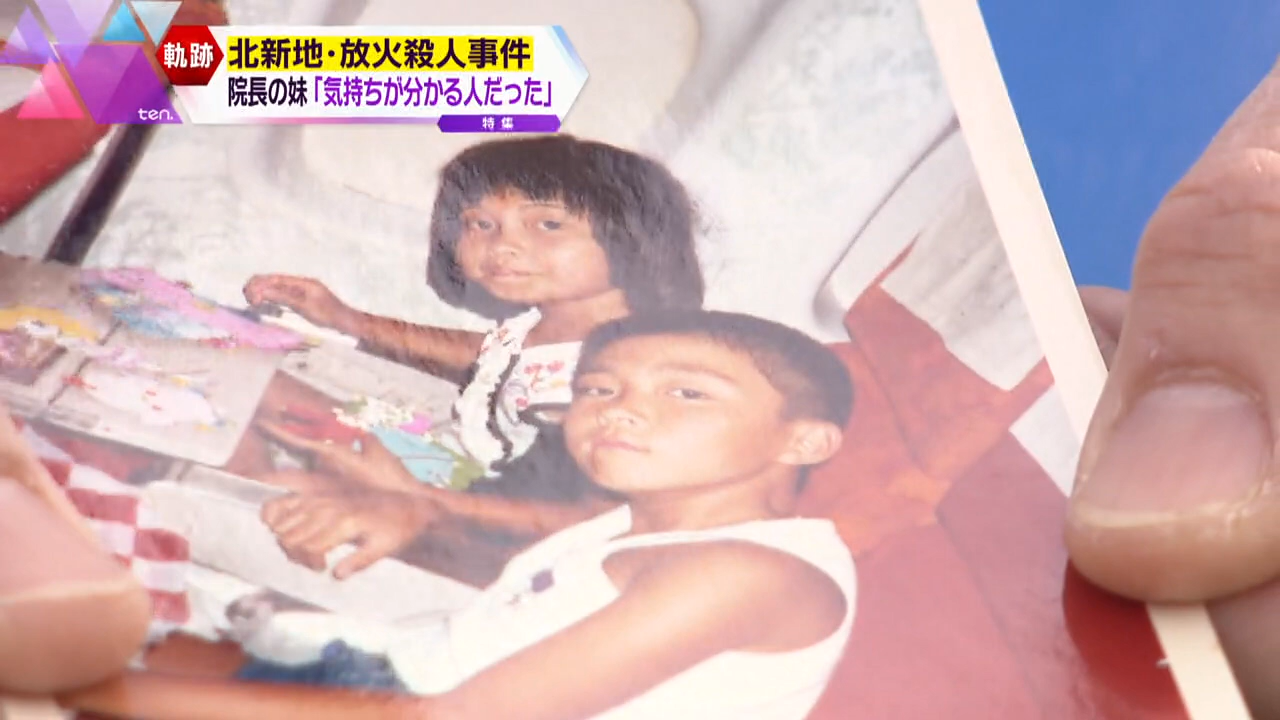 軌跡
北新地・放火殺人事件
院長の妹「気持ちが分かる人だった」
特集
ten.